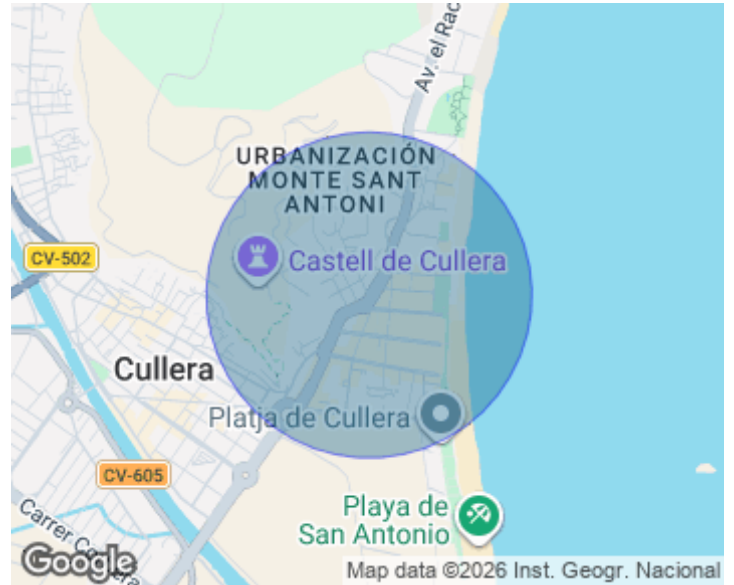 Av. el Rac
URBANIZACIÓN
MONTE SANT
ANTONI
Castell de Cullera
CV-502
Cullera
Platja de Cullera
CV-605
Playa de
San Antonio
Carrer Co
Google
Map data ©2026 Inst. Geogr. Nacional